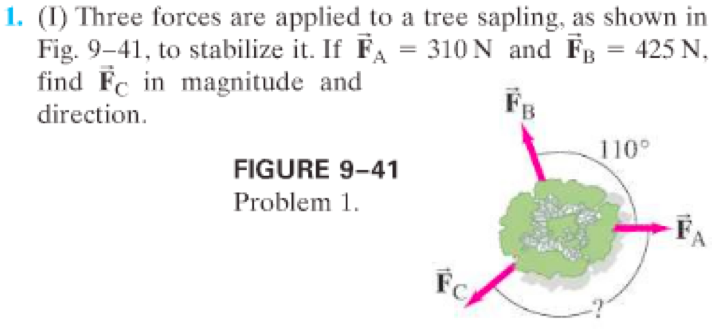 1. (I) Three forces are applied to a tree sapling, as shown in
Fig. 9–41, to stabilize it. If F⃗A = 310 N and F⃗B = 425 N,
find F⃗C in magnitude and
direction.
F⃗B
110°
FIGURE 9–41
Problem 1.
F⃗A
F⃗C
?